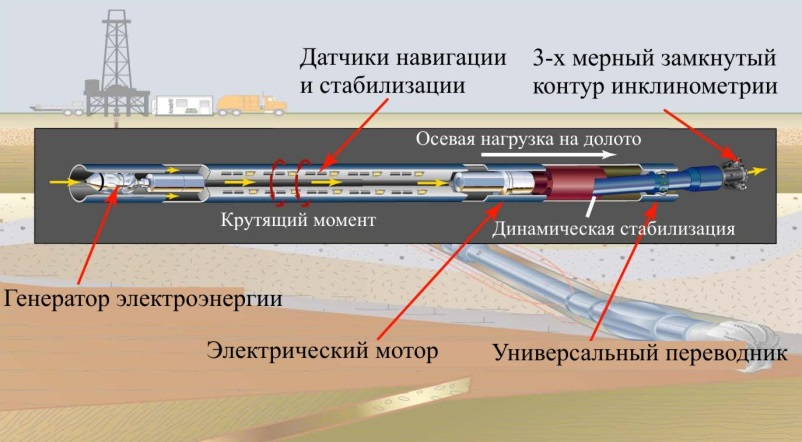 Датчики навигации
и стабилизации
3-х мерный замкнутый
контур инклинометрии
Осевая нагрузка на долото
Крутящий момент
Динамическая стабилизация
Генератор электроэнергии
Электрический мотор
Универсальный переводник